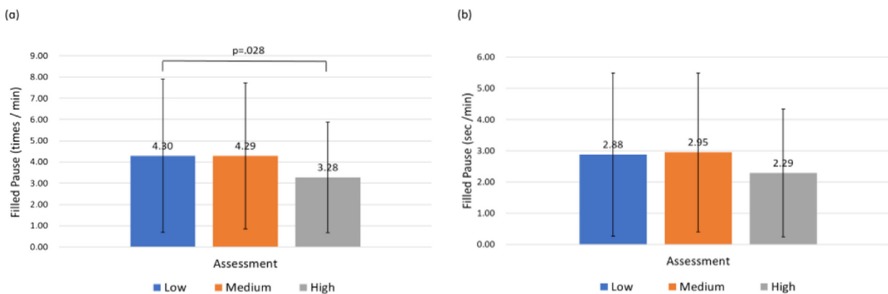 (a)
p=.028
9.00
8.00
7.00
6.00
5.00
4.00
3.00
2.00
1.00
0.00
Filled Pause (times / min)
4.30
4.29
3.28
Assessment
Low Medium High
(b)
6.00
5.00
4.00
3.00
2.00
1.00
0.00
Filled Pause (sec /min)
2.88
2.95
2.29
Assessment
Low Medium High